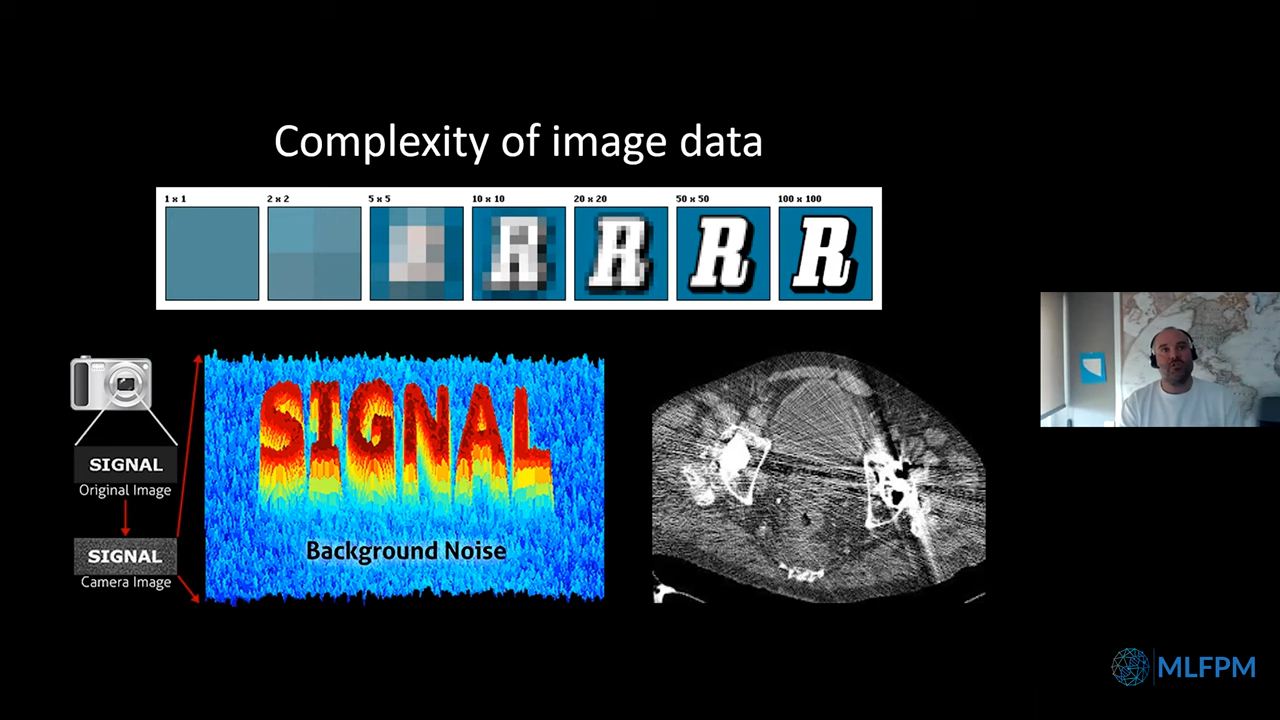 Complexity of image data
1 x 1
2 x 2
5 x 5
10 x 10
20 x 20
50 x 50
100 x 100
R
R
R
R
SIGNAL
Original Image
SIGNAL
Camera Image
SIGNAL
Background Noise
MLFPM